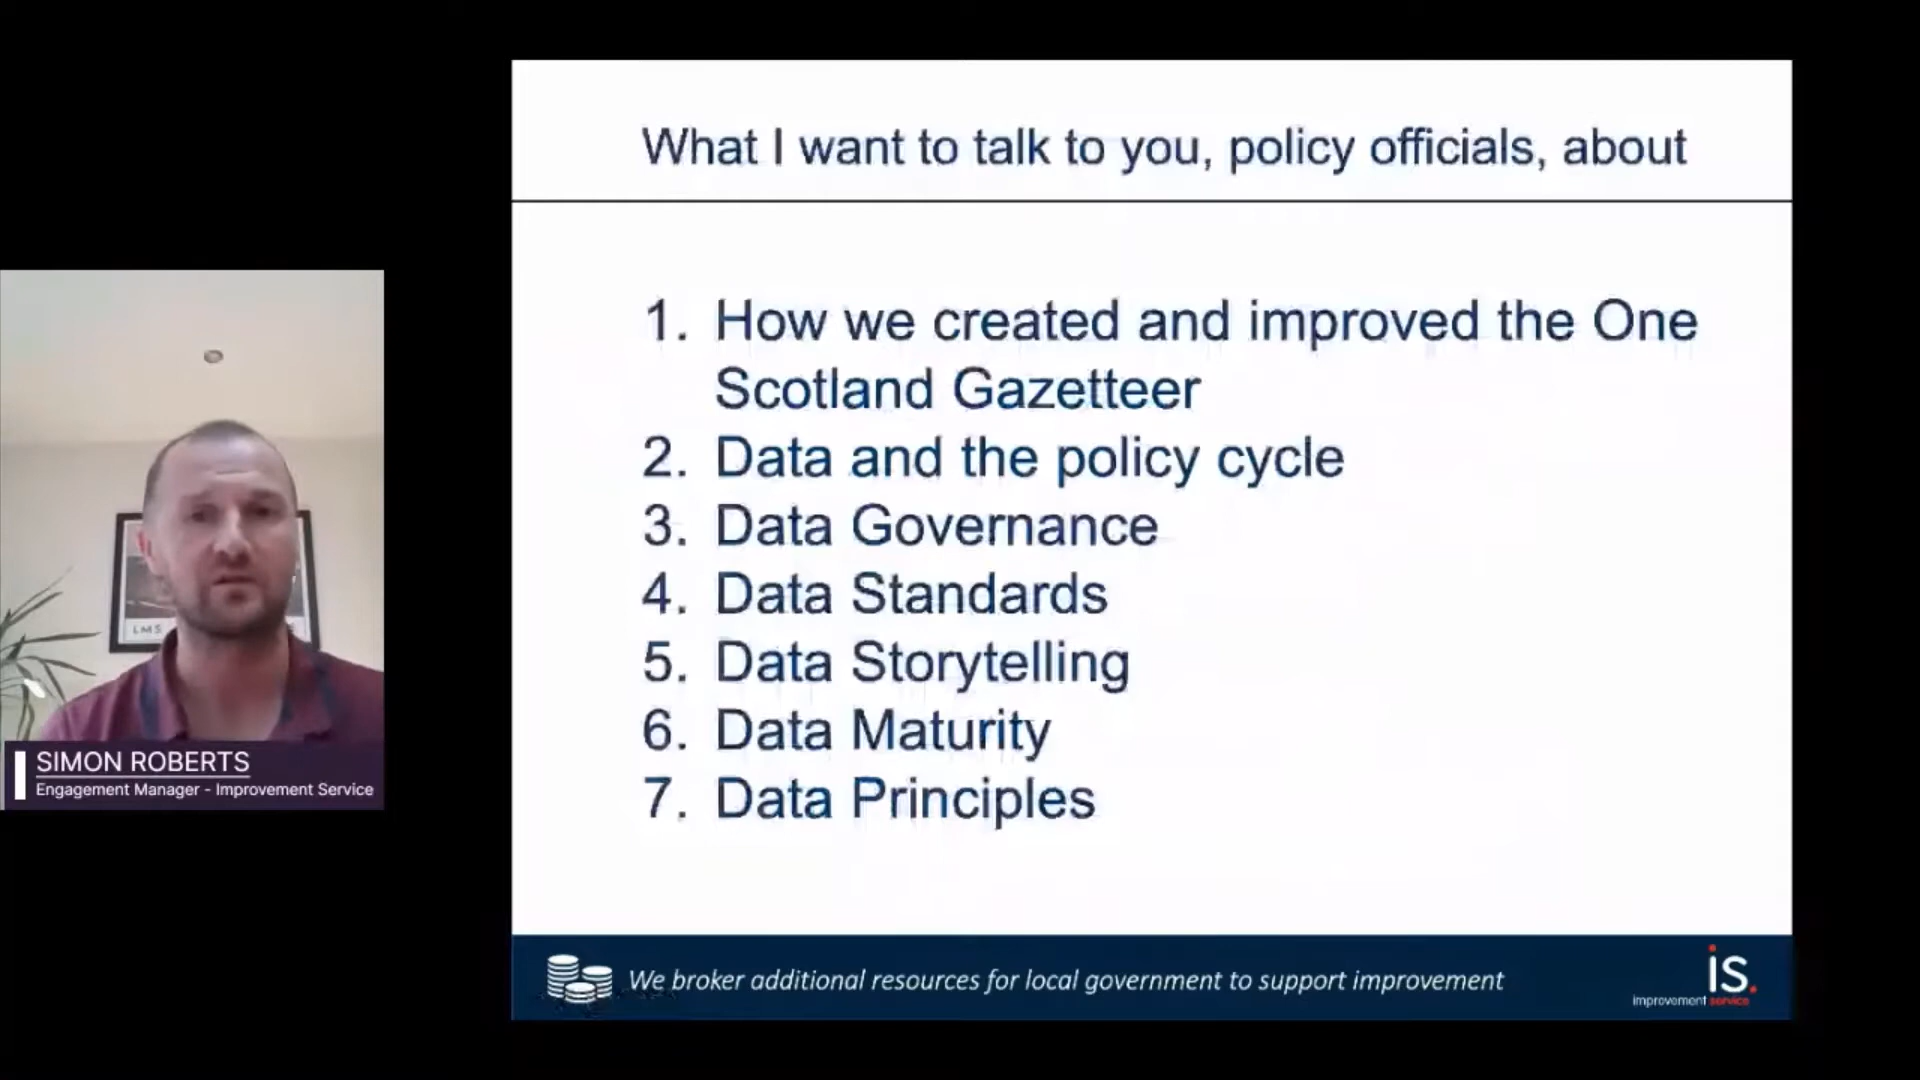 What I want to talk to you, policy officials, about
1. How we created and improved the One
Scotland Gazetteer
2. Data and the policy cycle
3. Data Governance
4. Data Standards
5. Data Storytelling
6. Data Maturity
7. Data Principles
LMS
SIMON ROBERTS
Engagement Manager - Improvement Service
We broker additional resources for local government to support improvement
is.
improvement service